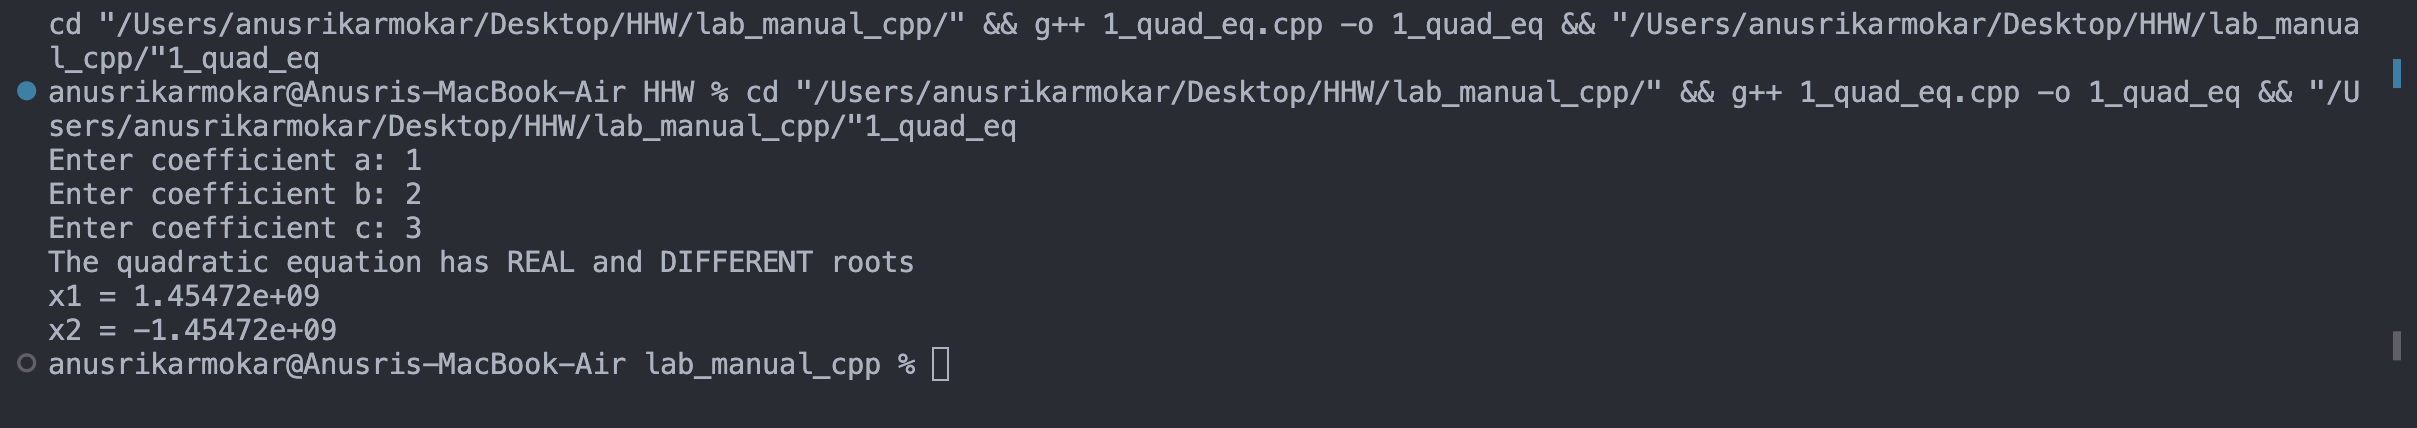 cd "/Users/anusrikarmokar/Desktop/HHW/lab_manual_cpp/" && g++ 1_quad_eq.cpp -o 1_quad_eq && "/Users/anusrikarmokar/Desktop/HHW/lab_manua
l_cpp/"1_quad_eq
anusrikarmokar@Anusris-MacBook-Air HHW % cd "/Users/anusrikarmokar/Desktop/HHW/lab_manual_cpp/" && g++ 1_quad_eq.cpp -o 1_quad_eq && "/U
sers/anusrikarmokar/Desktop/HHW/lab_manual_cpp/"1_quad_eq
Enter coefficient a: 1
Enter coefficient b: 2
Enter coefficient c: 3
The quadratic equation has REAL and DIFFERENT roots
x1 = 1.45472e+09
x2 = -1.45472e+09
anusrikarmokar@Anusris-MacBook-Air lab_manual_cpp %